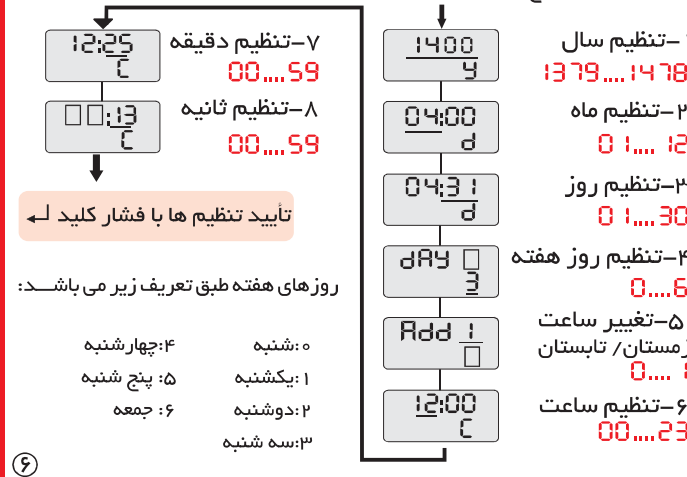 ۱–تنظیم سال
1379....1478
1400
y
۲–تنظیم ماه
01....12
04:00
d
۳–تنظیم روز
01....30
04:31
d
۴–تنظیم روز هفته
0....6
dAY
3
۵–تغییر ساعت
زمستان/ تابستان
0....1
Add 1
۶–تنظیم ساعت
00....23
12:00
C
۷–تنظیم دقیقه
00....59
12:25
C
۸–تنظیم ثانیه
00....59
:13
C
تأیید تنظیم ها با فشار کلید ↵
روزهای هفته طبق تعریف زیر می باشـــد:
۰:شنبه
۱:یکشنبه
۲:دوشنبه
۳:سه شنبه
۴:چهارشنبه
۵: پنج شنبه
۶: جمعه
۶